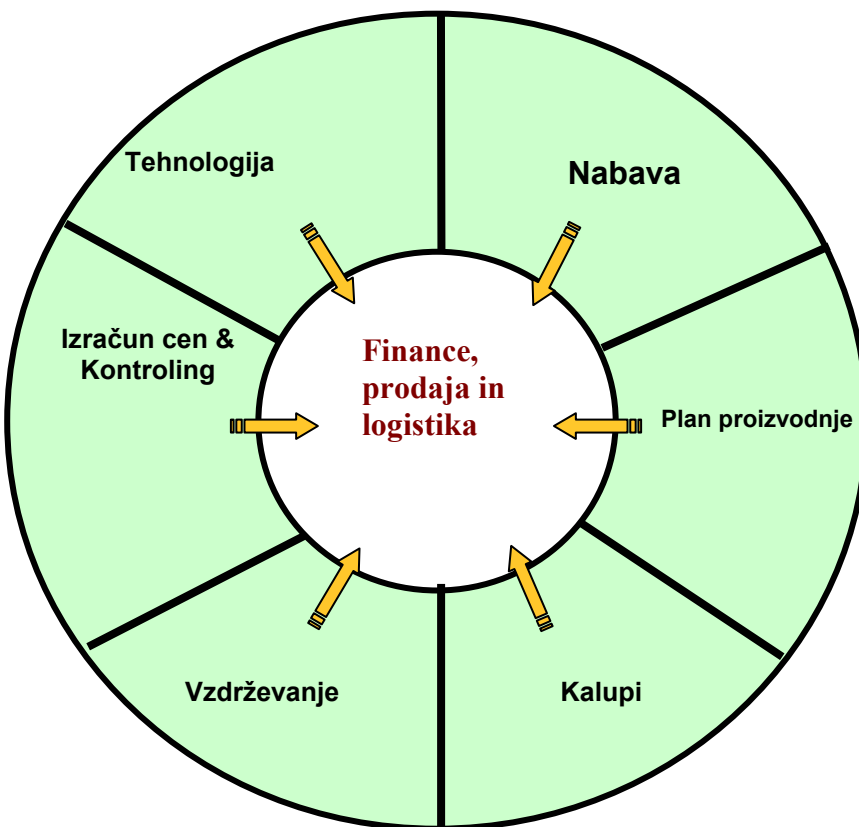 Tehnologija
Nabava
Izračun cen &
Kontroling
Finance,
prodaja in
logistika
Plan proizvodnje
Vzdrževanje
Kalupi